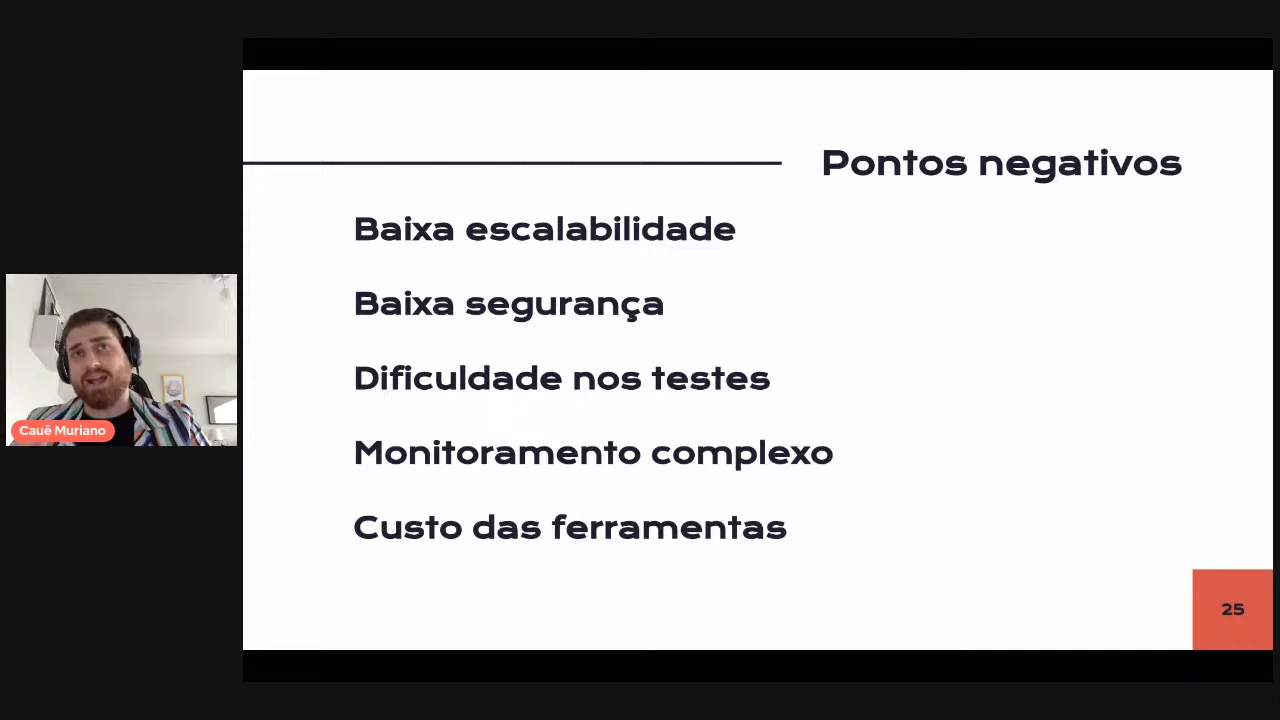 Pontos negativos
Baixa escalabilidade
Baixa segurança
Dificuldade nos testes
Monitoramento complexo
Custo das ferramentas
Cauê Muriano
25